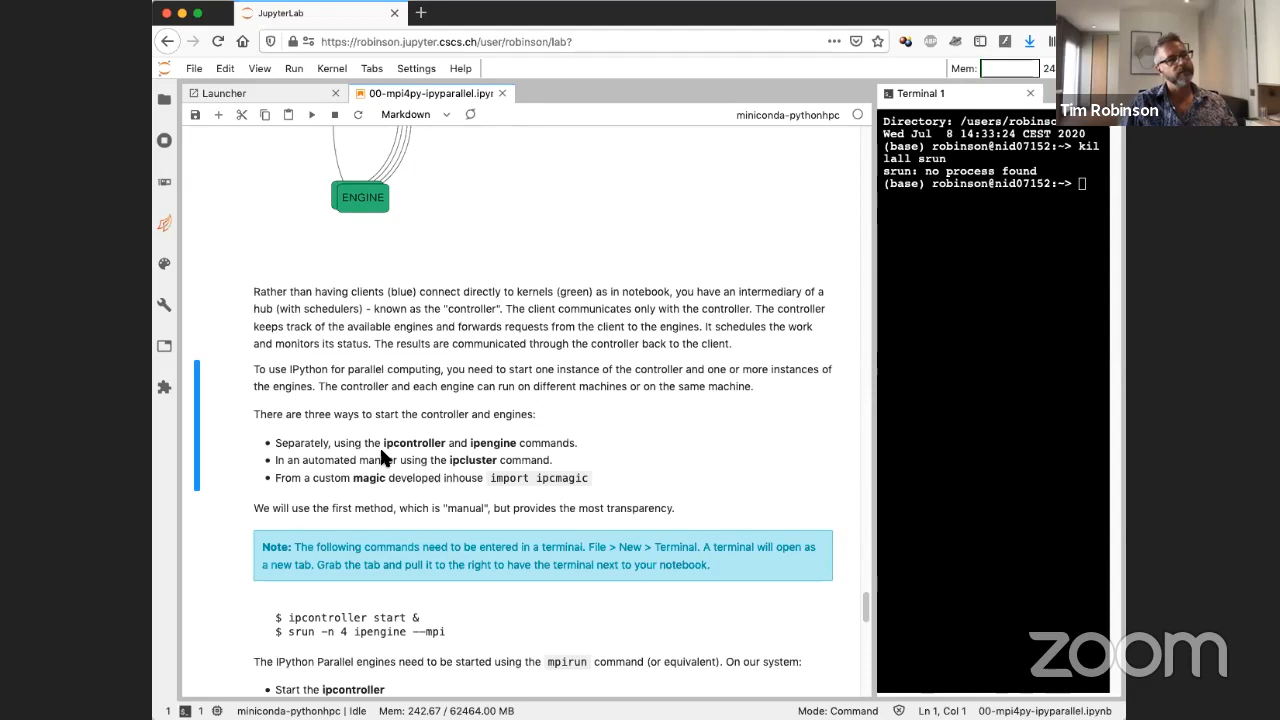 JupyterLab
https://robinson.jupyter.cscs.ch/user/robinson/lab?
File Edit View Run Kernel Tabs Settings Help
Mem: 24
Tim Robinson
Launcher
00-mpi4py-ipyparallel.ipyn
Terminal 1
Markdown
miniconda-pythonhpc
Directory: /users/robinso
Wed Jul 8 14:33:24 CEST 2020
(base) robinson@nid07152:~> kil
lall srun
srun: no process found
(base) robinson@nid07152:~>
ENGINE
Rather than having clients (blue) connect directly to kernels (green) as in notebook, you have an intermediary of a
hub (with schedulers) - known as the "controller". The client communicates only with the controller. The controller
keeps track of the available engines and forwards requests from the client to the engines. It schedules the work
and monitors its status. The results are communicated through the controller back to the client.
To use IPython for parallel computing, you need to start one instance of the controller and one or more instances of
the engines. The controller and each engine can run on different machines or on the same machine.
There are three ways to start the controller and engines:
• Separately, using the ipcontroller and ipengine commands.
• In an automated manner using the ipcluster command.
• From a custom magic developed inhouse import ipcmagic
We will use the first method, which is "manual", but provides the most transparency.
Note: The following commands need to be entered in a terminal. File > New > Terminal. A terminal will open as
a new tab. Grab the tab and pull it to the right to have the terminal next to your notebook.
$ ipcontroller start &
$ srun -n 4 ipengine --mpi
The IPython Parallel engines need to be started using the mpirun command (or equivalent). On our system:
• Start the ipcontroller
zoom
1 $_ 1 miniconda-pythonhpc | Idle Mem: 242.67 / 62464.00 MB Mode: Command Ln 1, Col 1 00-mpi4py-ipyparallel.ipynb